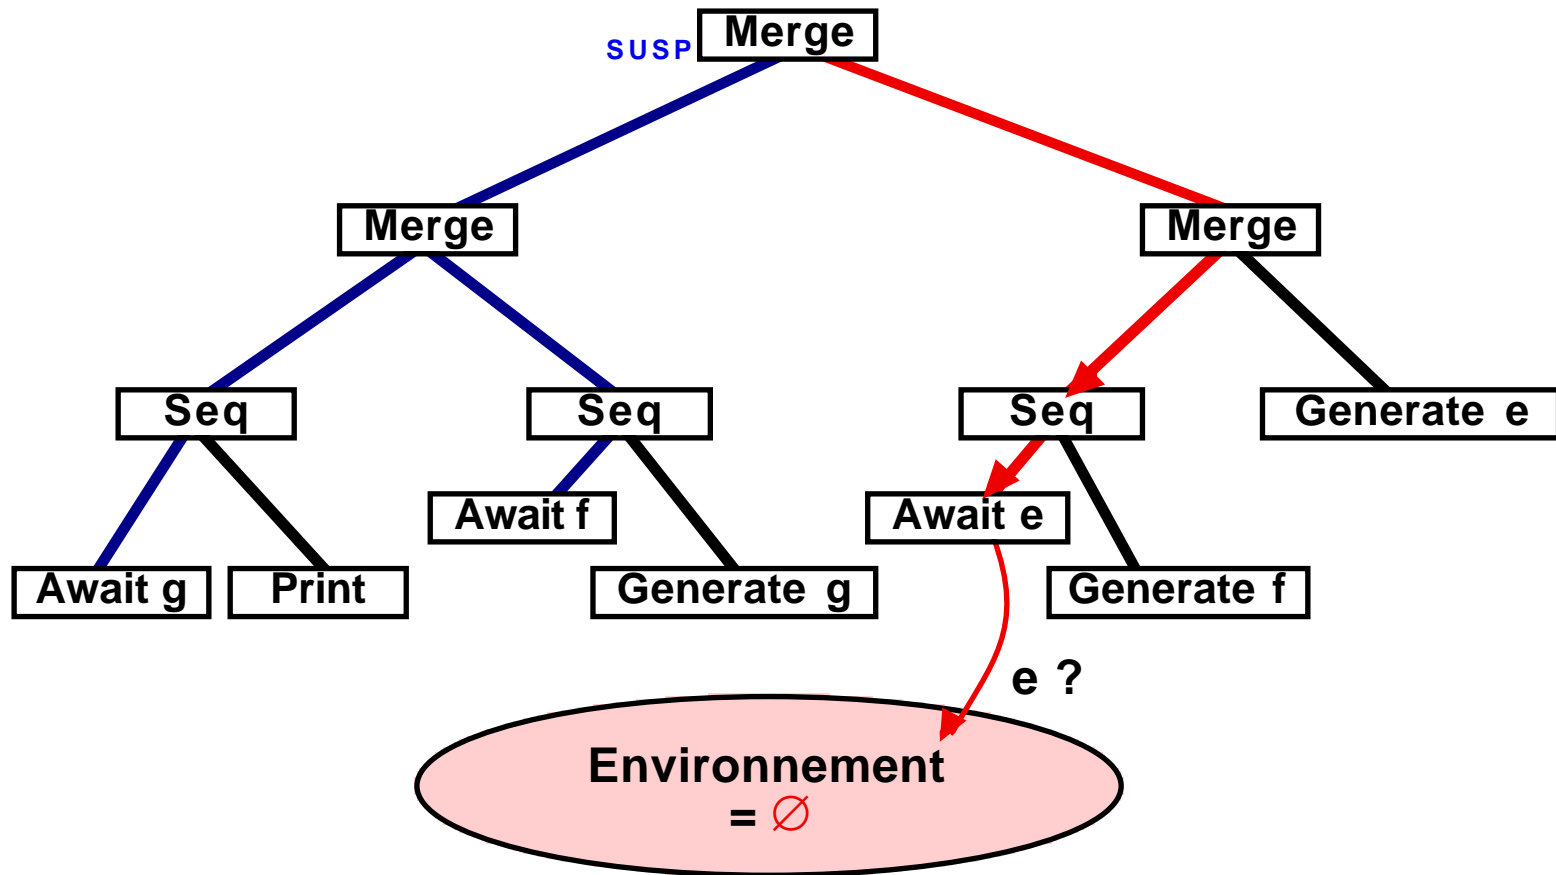 Merge
SUSP
Merge
Merge
Seq
Seq
Seq
Generate e
Await f
Await e
Await g
Print
Generate g
Generate f
e ?
Environnement
= ∅